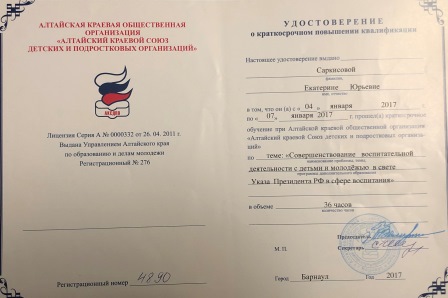 АЛТАЙСКАЯ КРАЕВАЯ ОБЩЕСТВЕННАЯ
ОРГАНИЗАЦИЯ
«АЛТАЙСКИЙ КРАЕВОЙ СОЮЗ
ДЕТСКИХ И ПОДРОСТКОВЫХ ОРГАНИЗАЦИЙ»
Лицензия Серия А № 0000332 от 26. 04. 2011 г.
Выдана Управлением Алтайского края
по образованию и делам молодежи
Регистрационный № 276
Регистрационный номер 4890
УДОСТОВЕРЕНИЕ
о краткосрочном повышении квалификации
Настоящее удостоверение выдано
Саркисовой
Екатерине Юрьевне
в том, что он (а) с « 04 » января 2017
по « 07 » января 2017 г. прошел(а) краткосрочное
обучение при Алтайской краевой общественной организации
«Алтайский краевой Союз детских и подростковых организа-
ций»
по теме: «Совершенствование воспитательной
деятельности с детьми и молодёжью в свете
Указа Президента РФ в сфере воспитания»
в объеме 36 часов
Председатель
Секретарь
М. П.
Город Барнаул Год 2017